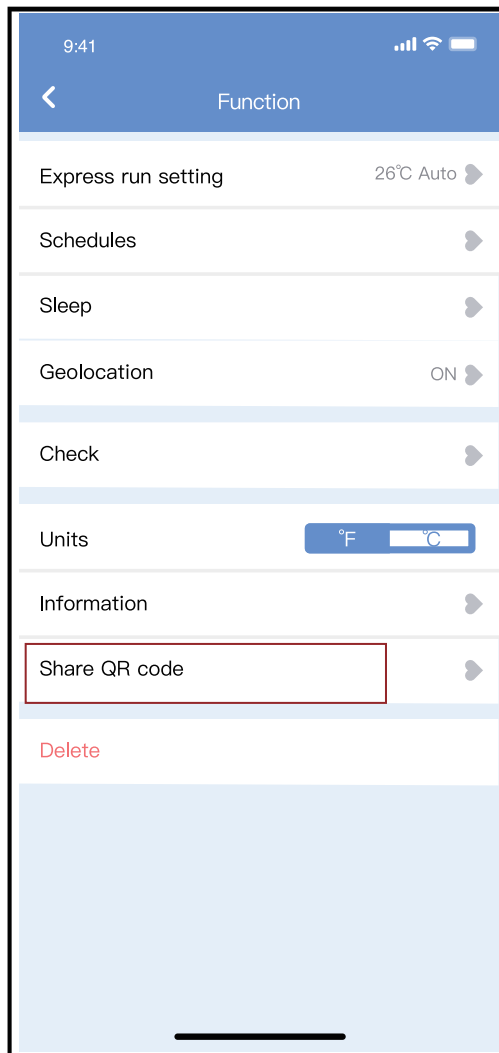 9:41
Function
Express run setting 26℃ Auto
Schedules
Sleep
Geolocation ON
Check
Units ℉ ℃
Information
Share QR code
Delete